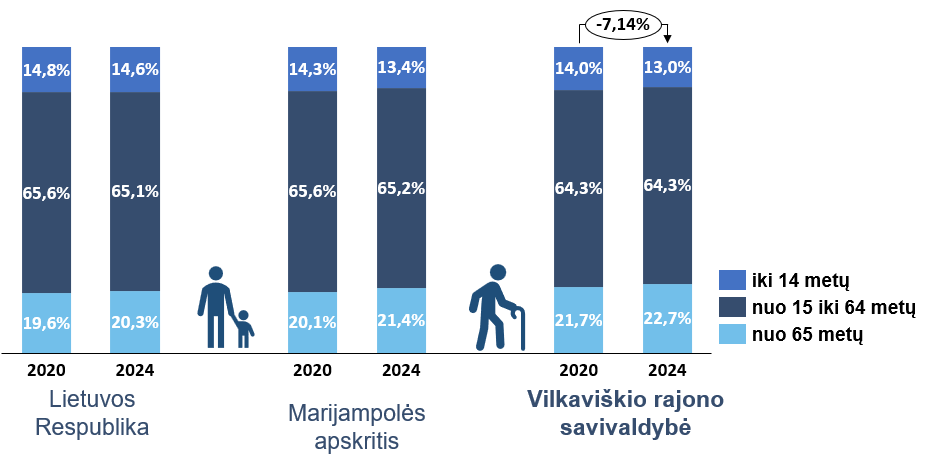 -7,14%
14,8% 14,6% 14,3% 13,4% 14,0% 13,0%
65,6% 65,1% 65,6% 65,2% 64,3% 64,3%
iki 14 metų
nuo 15 iki 64 metų
19,6% 20,3% 20,1% 21,4% 21,7% 22,7%
nuo 65 metų
2020 2024 2020 2024 2020 2024
Lietuvos
Respublika
Marijampolės
apskritis
Vilkaviškio rajono
savivaldybė